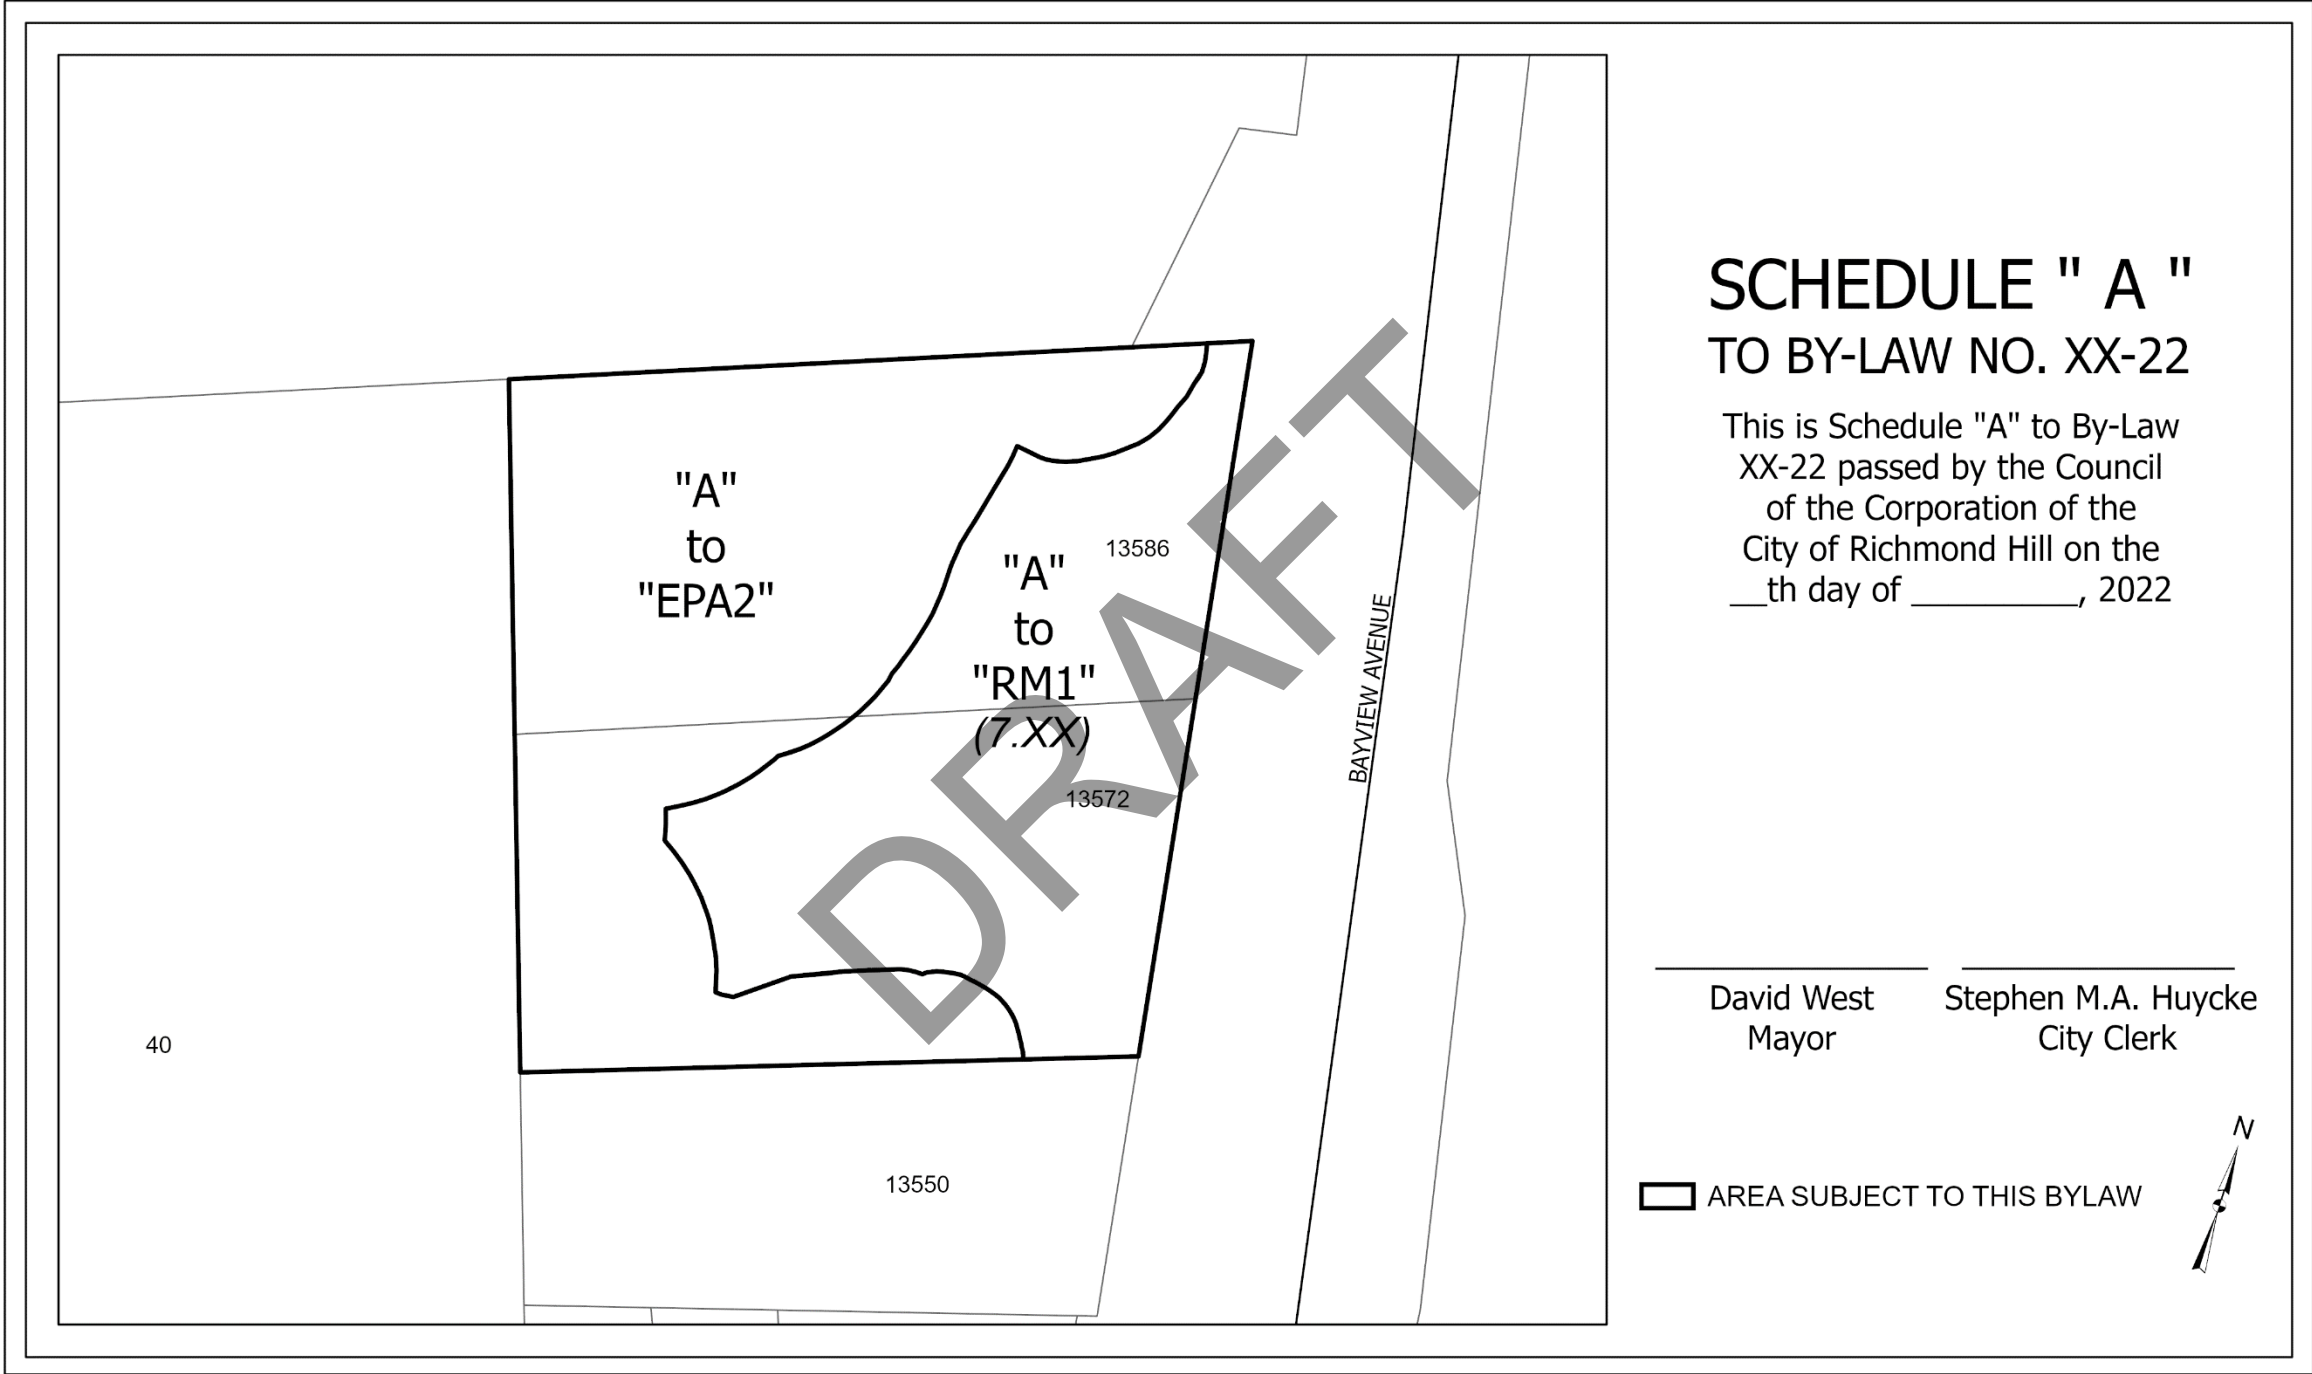 SCHEDULE " A "
TO BY-LAW NO. XX-22
This is Schedule "A" to By-Law
XX-22 passed by the Council
of the Corporation of the
City of Richmond Hill on the
__th day of __________, 2022
"A"
to
"EPA2"
"A"
to
"RM1"
(7.XX)
13586
13572
BAYVIEW AVENUE
DRAFT
40
13550
David West
Mayor
Stephen M.A. Huycke
City Clerk
N
AREA SUBJECT TO THIS BYLAW